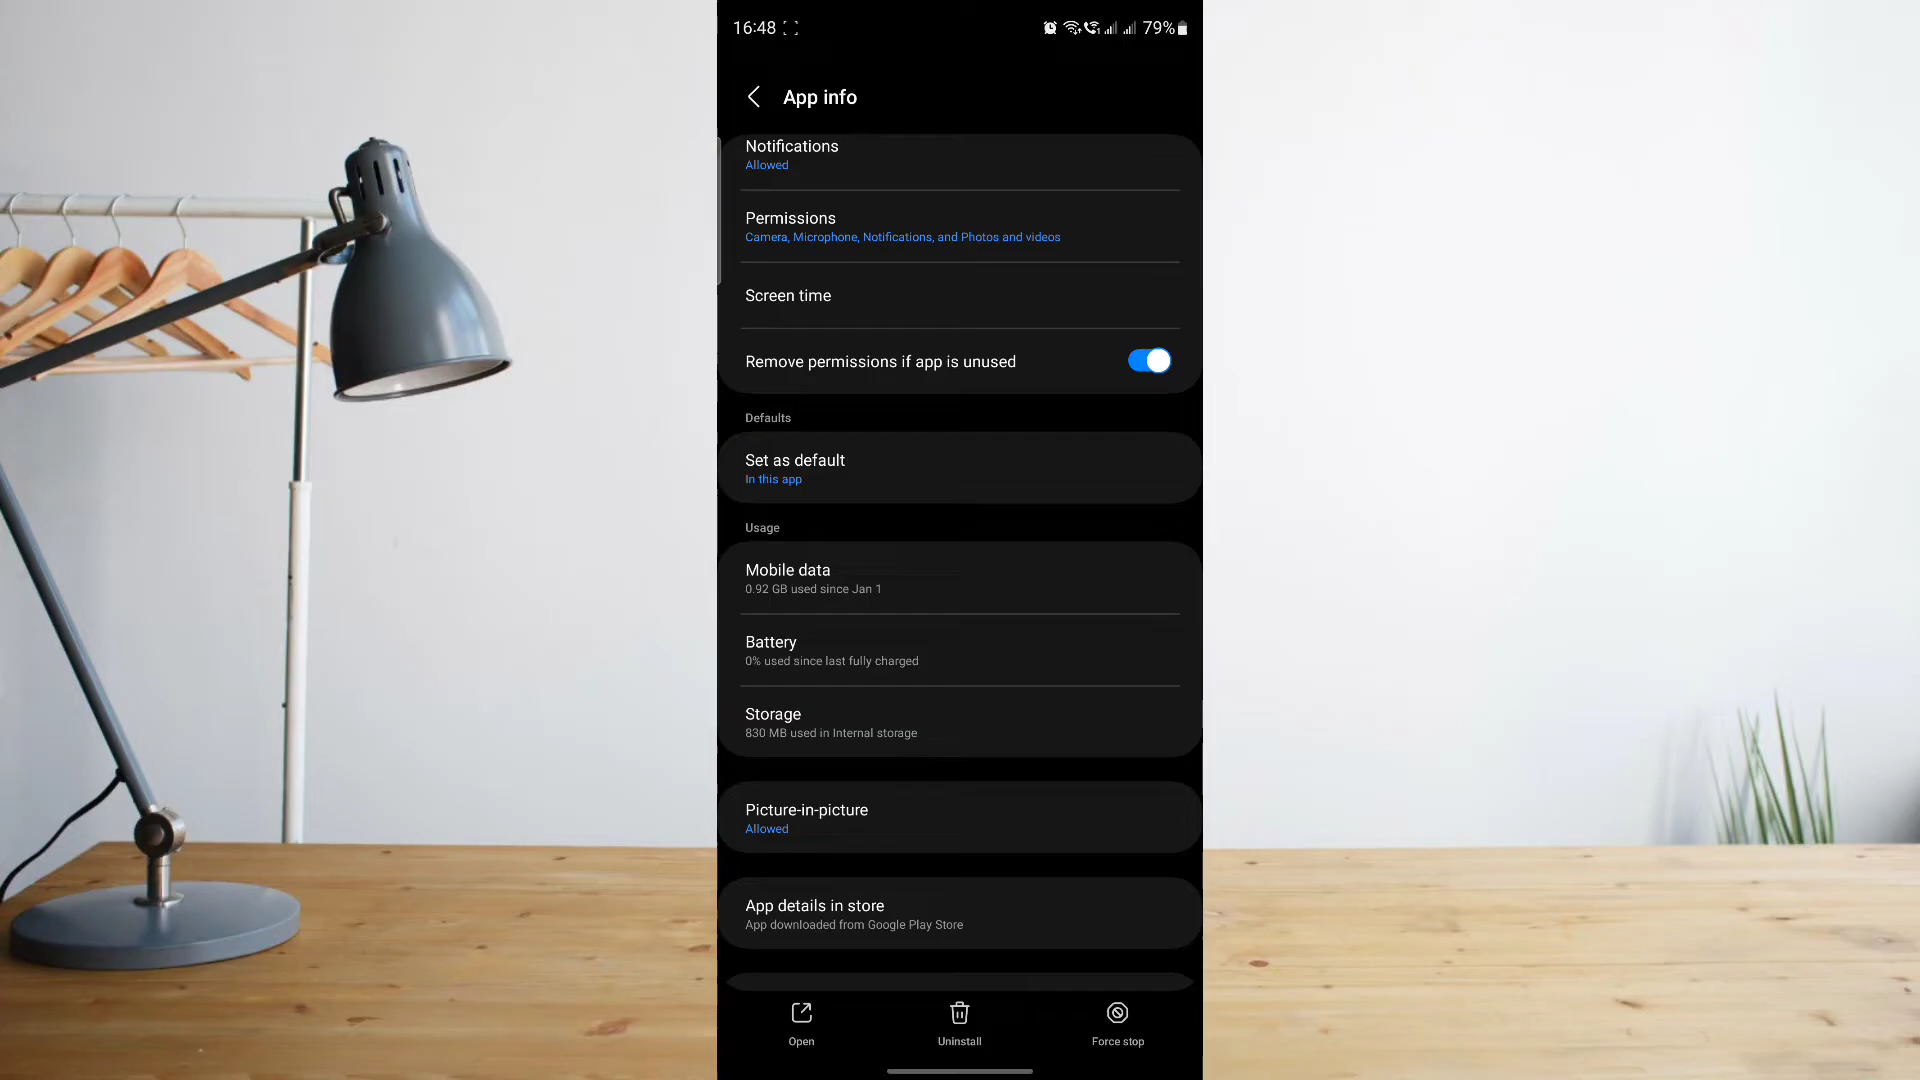 16:48
79%
App info
Notifications
Allowed
Permissions
Camera, Microphone, Notifications, and Photos and videos
Screen time
Remove permissions if app is unused
Defaults
Set as default
In this app
Usage
Mobile data
0.92 GB used since Jan 1
Battery
0% used since last fully charged
Storage
830 MB used in Internal storage
Picture-in-picture
Allowed
App details in store
App downloaded from Google Play Store
Open
Uninstall
Force stop